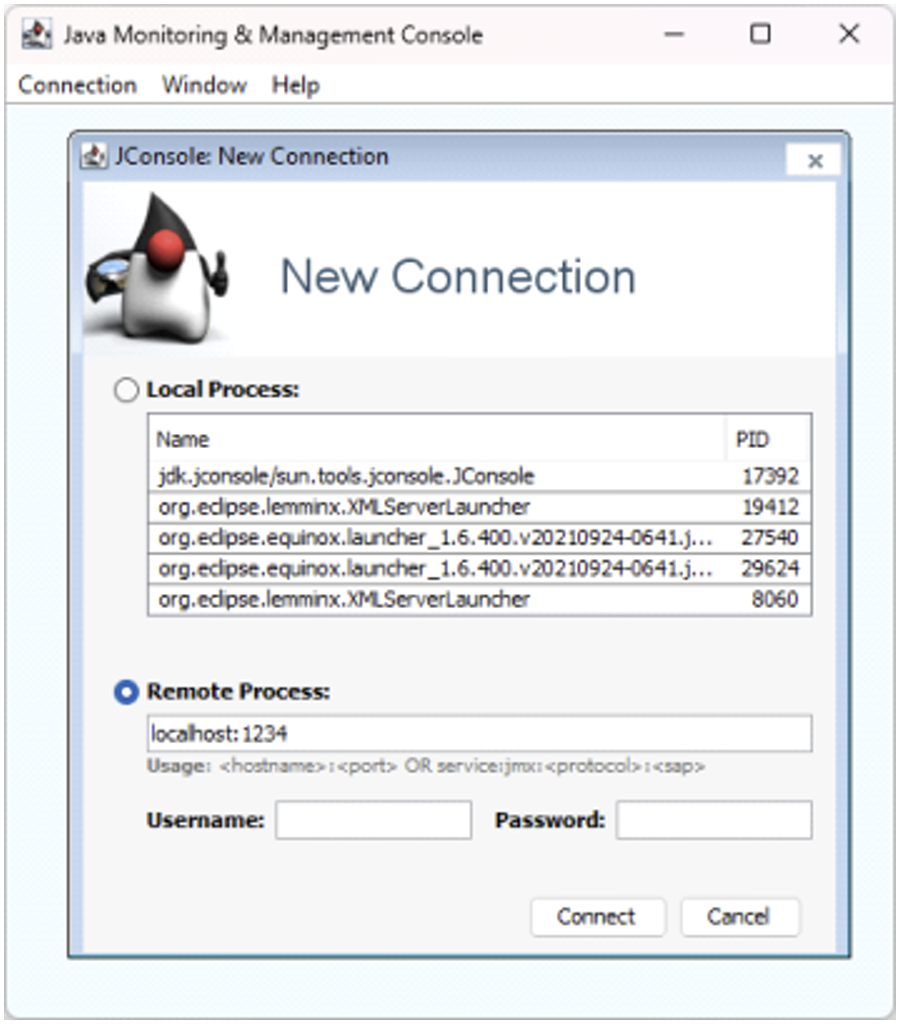 Java Monitoring & Management Console
Connection Window Help
JConsole: New Connection
New Connection
Local Process:
Name PID
jdk.jconsole/sun.tools.jconsole.JConsole 17392
org.eclipse.lemminx.XMLServerLauncher 19412
org.eclipse.equinox.launcher_1.6.400.v20210924-0641.j... 27540
org.eclipse.equinox.launcher_1.6.400.v20210924-0641.j... 29624
org.eclipse.lemminx.XMLServerLauncher 8060
Remote Process:
localhost:1234
Usage: <hostname>:<port> OR service:jmx:<protocol>:<sap>
Username: Password:
Connect Cancel